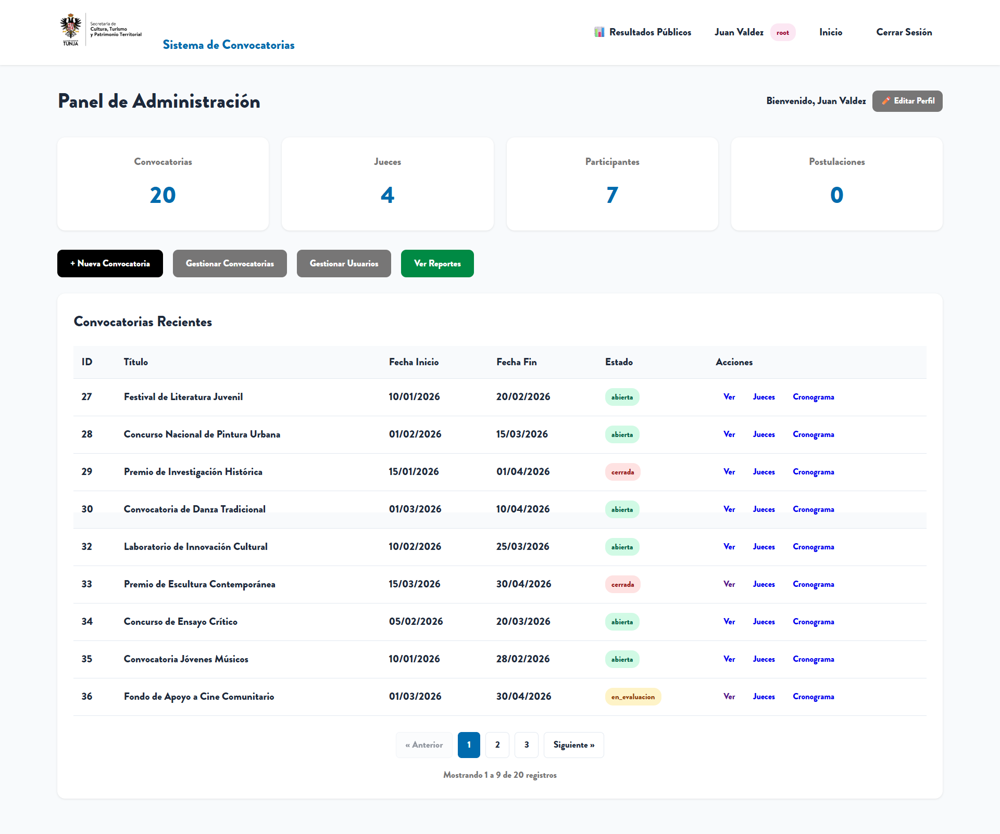 Secretaría de
Cultura, Turismo
y Patrimonio Territorial
TUNJA
Sistema de Convocatorias
Resultados Públicos
Juan Valdez root
Inicio
Cerrar Sesión
Panel de Administración
Bienvenido, Juan Valdez
Editar Perfil
Convocatorias
20
Jueces
4
Participantes
7
Postulaciones
0
+ Nueva Convocatoria
Gestionar Convocatorias
Gestionar Usuarios
Ver Reportes
Convocatorias Recientes
ID Título Fecha Inicio Fecha Fin Estado Acciones
27 Festival de Literatura Juvenil 10/01/2026 20/02/2026 abierta Ver Jueces Cronograma
28 Concurso Nacional de Pintura Urbana 01/02/2026 15/03/2026 abierta Ver Jueces Cronograma
29 Premio de Investigación Histórica 15/01/2026 01/04/2026 cerrada Ver Jueces Cronograma
30 Convocatoria de Danza Tradicional 01/03/2026 10/04/2026 abierta Ver Jueces Cronograma
32 Laboratorio de Innovación Cultural 10/02/2026 25/03/2026 abierta Ver Jueces Cronograma
33 Premio de Escultura Contemporánea 15/03/2026 30/04/2026 cerrada Ver Jueces Cronograma
34 Concurso de Ensayo Crítico 05/02/2026 20/03/2026 abierta Ver Jueces Cronograma
35 Convocatoria Jóvenes Músicos 10/01/2026 28/02/2026 abierta Ver Jueces Cronograma
36 Fondo de Apoyo a Cine Comunitario 01/03/2026 30/04/2026 en_evaluacion Ver Jueces Cronograma
« Anterior 1 2 3 Siguiente »
Mostrando 1 a 9 de 20 registros